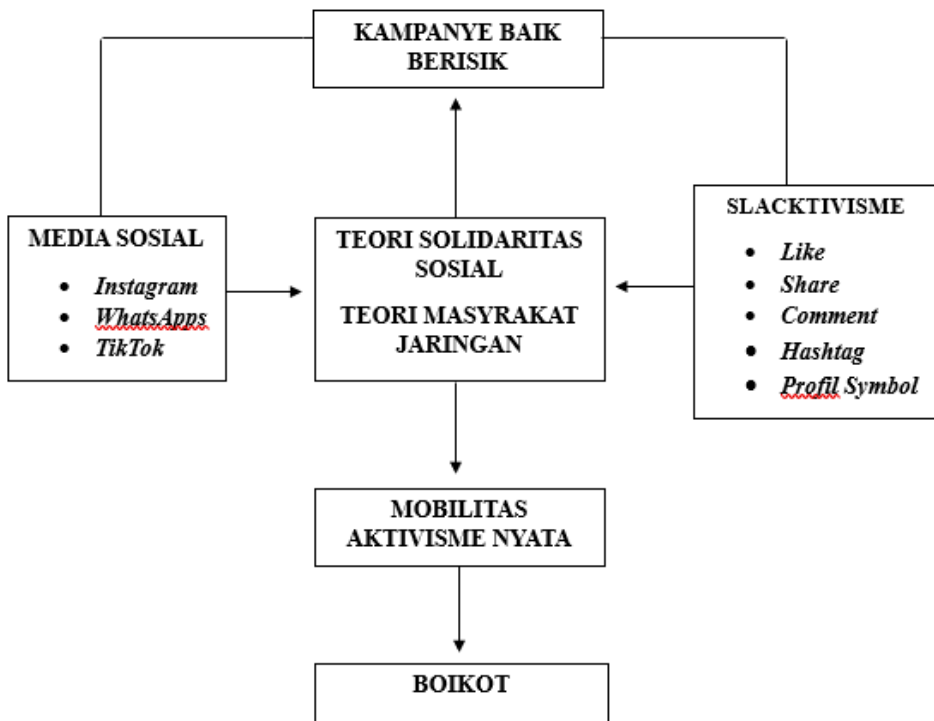 KAMPANYE BAIK
BERISIK
MEDIA SOSIAL
• Instagram
• WhatsApps
• TikTok
TEORI SOLIDARITAS
SOSIAL
TEORI MASYRAKAT
JARINGAN
SLACKTIVISME
• Like
• Share
• Comment
• Hashtag
• Profil Symbol
MOBILITAS
AKTIVISME NYATA
BOIKOT